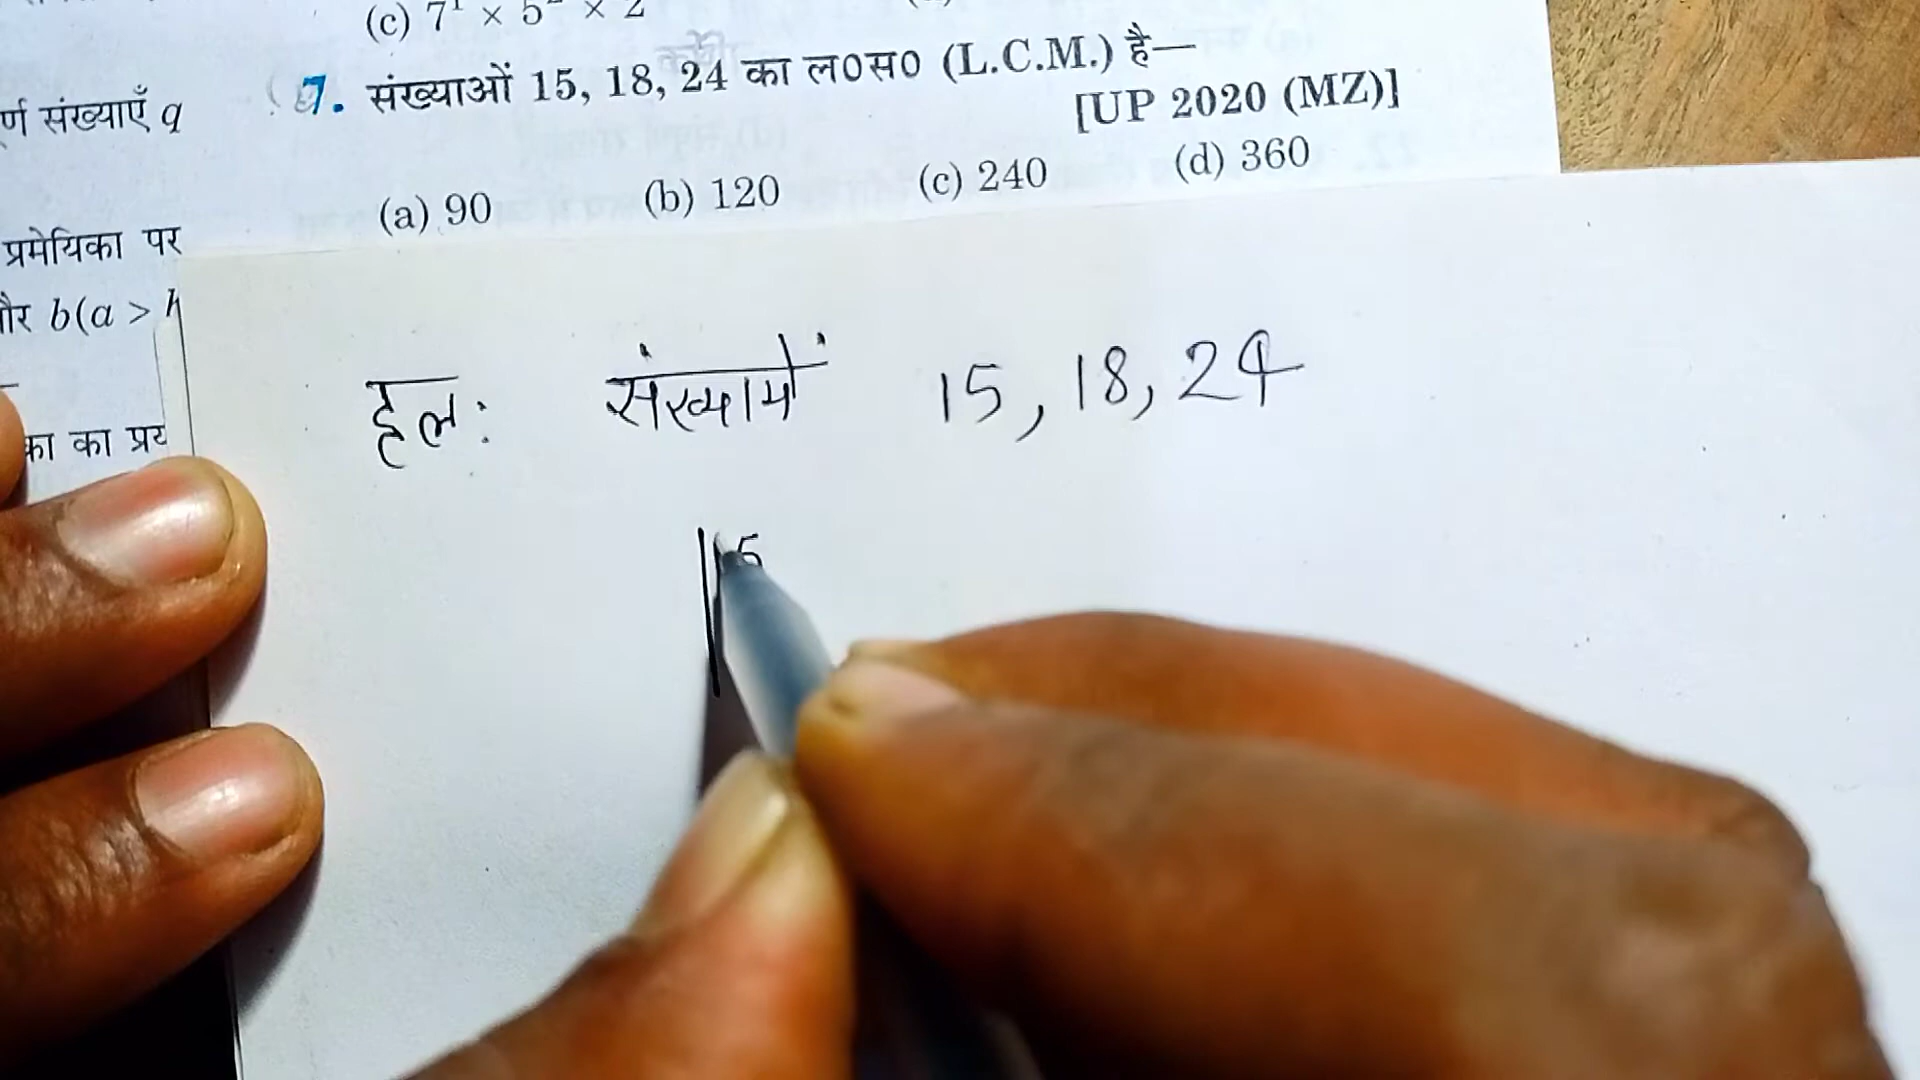 (c) 7¹ × 5² × 2
7. संख्याओं 15, 18, 24 का ल०स० (L.C.M.) है—
[UP 2020 (MZ)]
(a) 90 (b) 120 (c) 240 (d) 360
र्ण संख्याएँ q
प्रमेयिका पर
और b(a >
का का
हल: संख्यायों 15, 18, 24
15